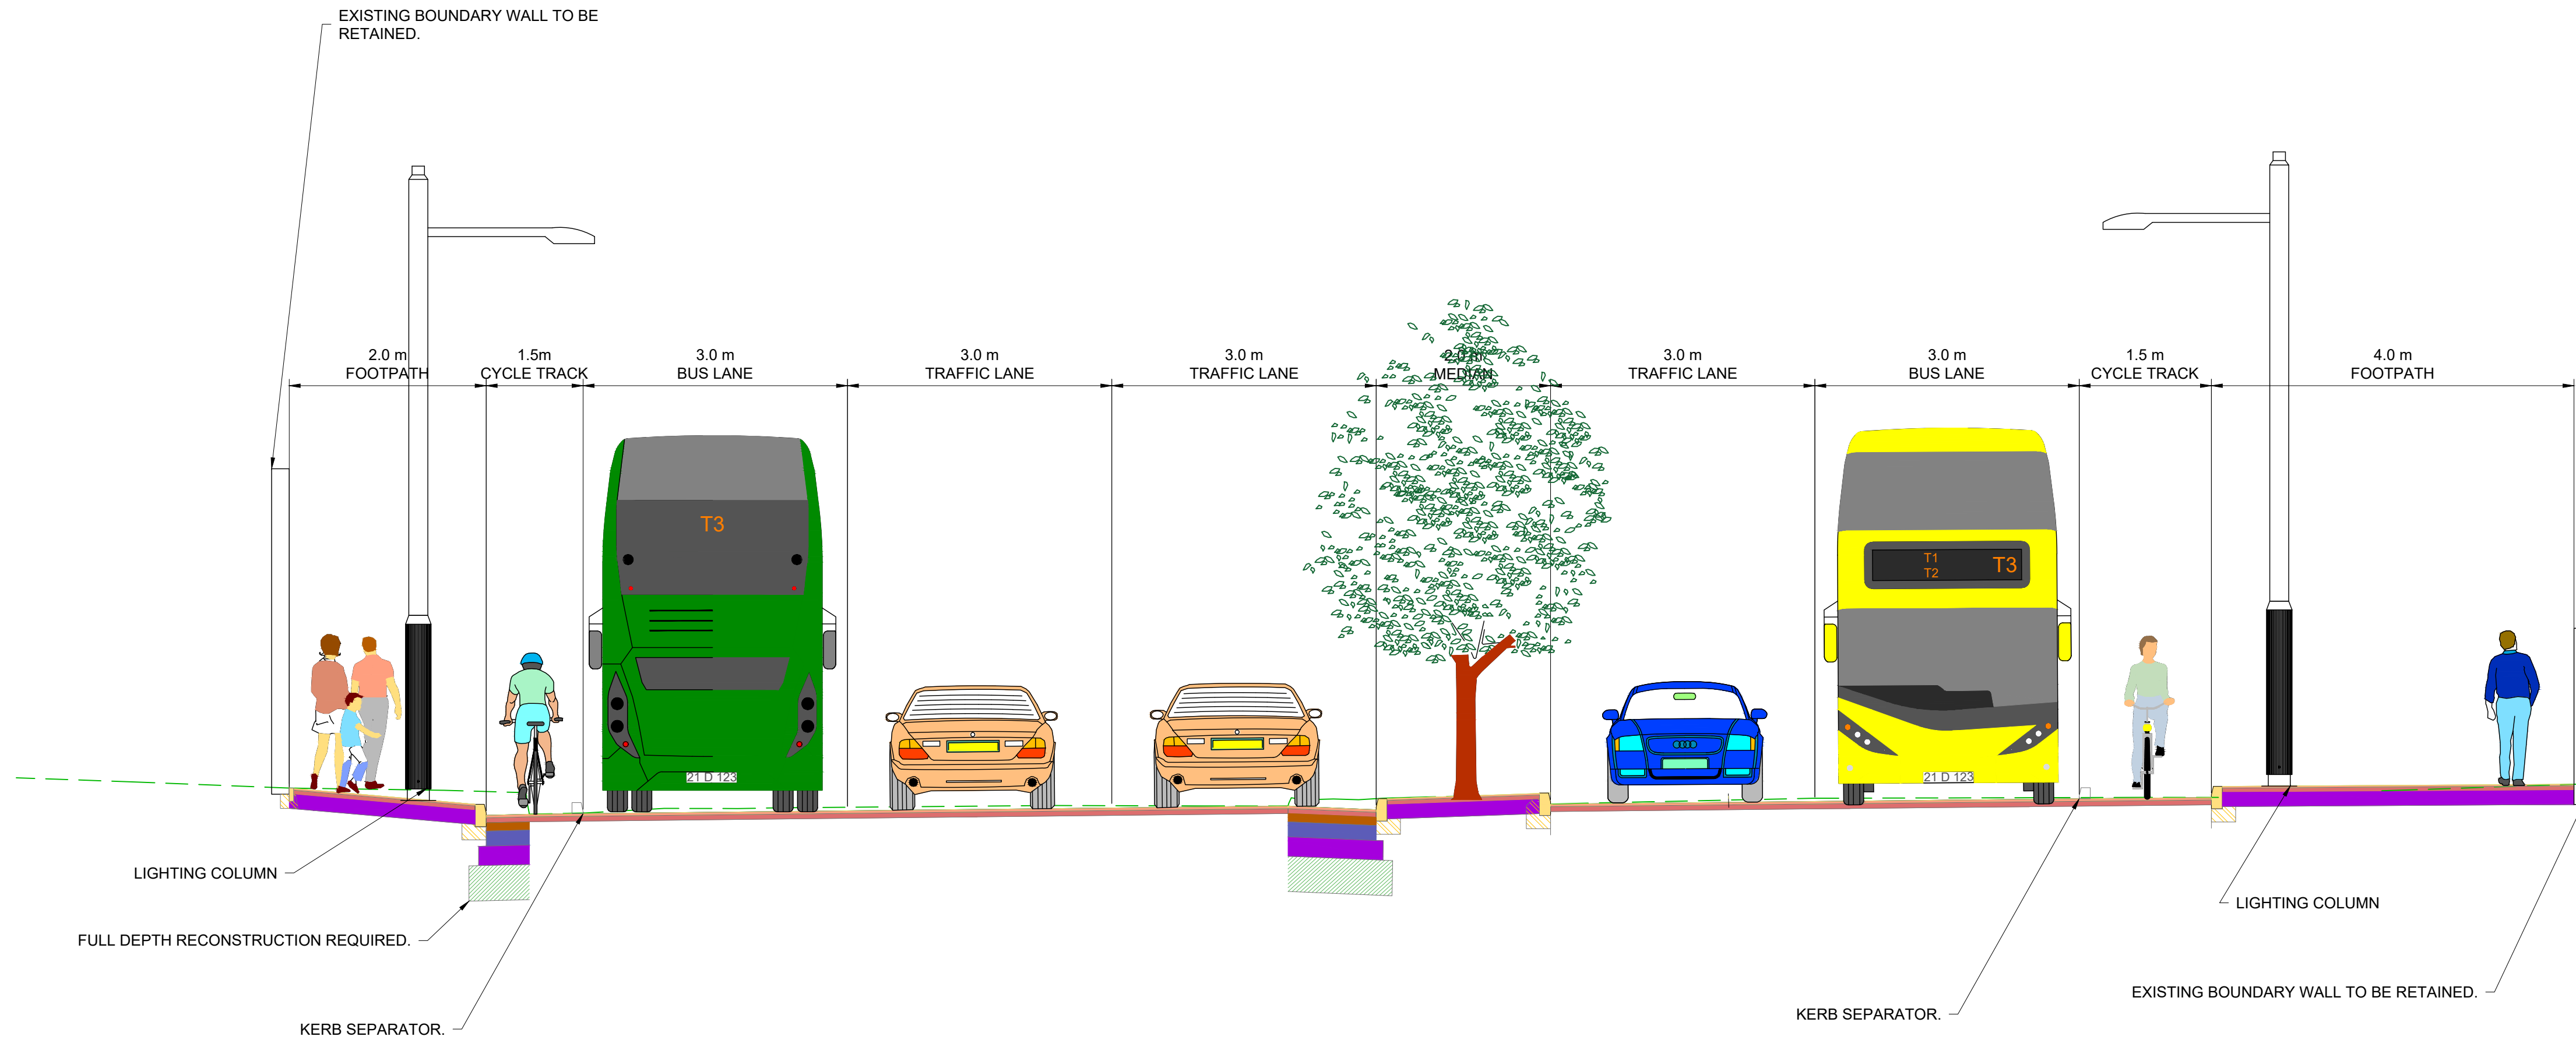 EXISTING BOUNDARY WALL TO BE
RETAINED.
2.0 m
FOOTPATH
1.5m
CYCLE TRACK
3.0 m
BUS LANE
3.0 m
TRAFFIC LANE
3.0 m
TRAFFIC LANE
2.0 m
MEDIAN
3.0 m
TRAFFIC LANE
3.0 m
BUS LANE
1.5 m
CYCLE TRACK
4.0 m
FOOTPATH
T3
T1
T2
T3
21 D 123
21 D 123
LIGHTING COLUMN
LIGHTING COLUMN
FULL DEPTH RECONSTRUCTION REQUIRED.
EXISTING BOUNDARY WALL TO BE RETAINED.
KERB SEPARATOR.
KERB SEPARATOR.